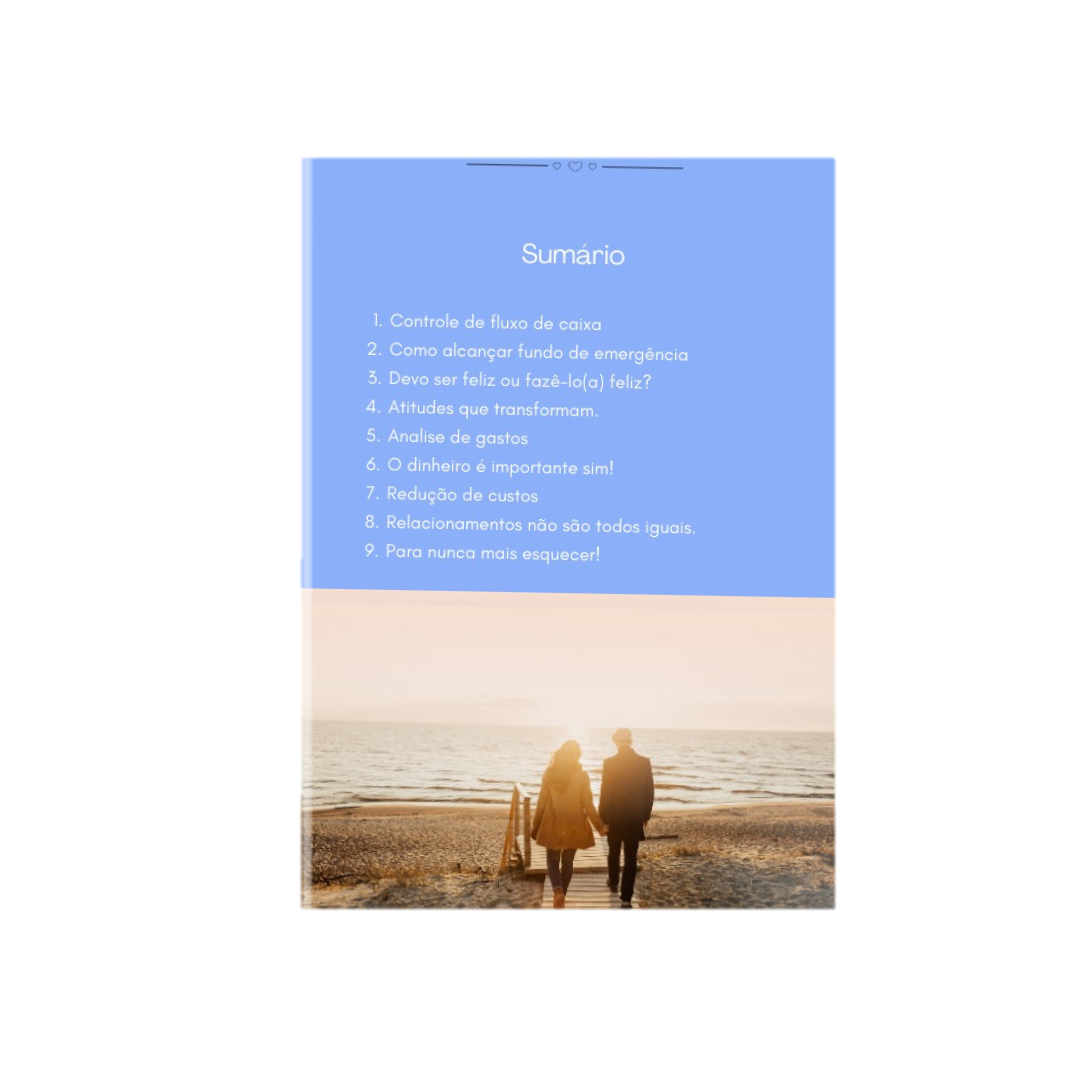 Sumário
1. Controle de fluxo de caixa
2. Como alcançar fundo de emergência
3. Devo ser feliz ou fazê-lo(a) feliz?
4. Atitudes que transformam.
5. Analise de gastos
6. O dinheiro é importante sim!
7. Redução de custos
8. Relacionamentos não são todos iguais.
9. Para nunca mais esquecer!